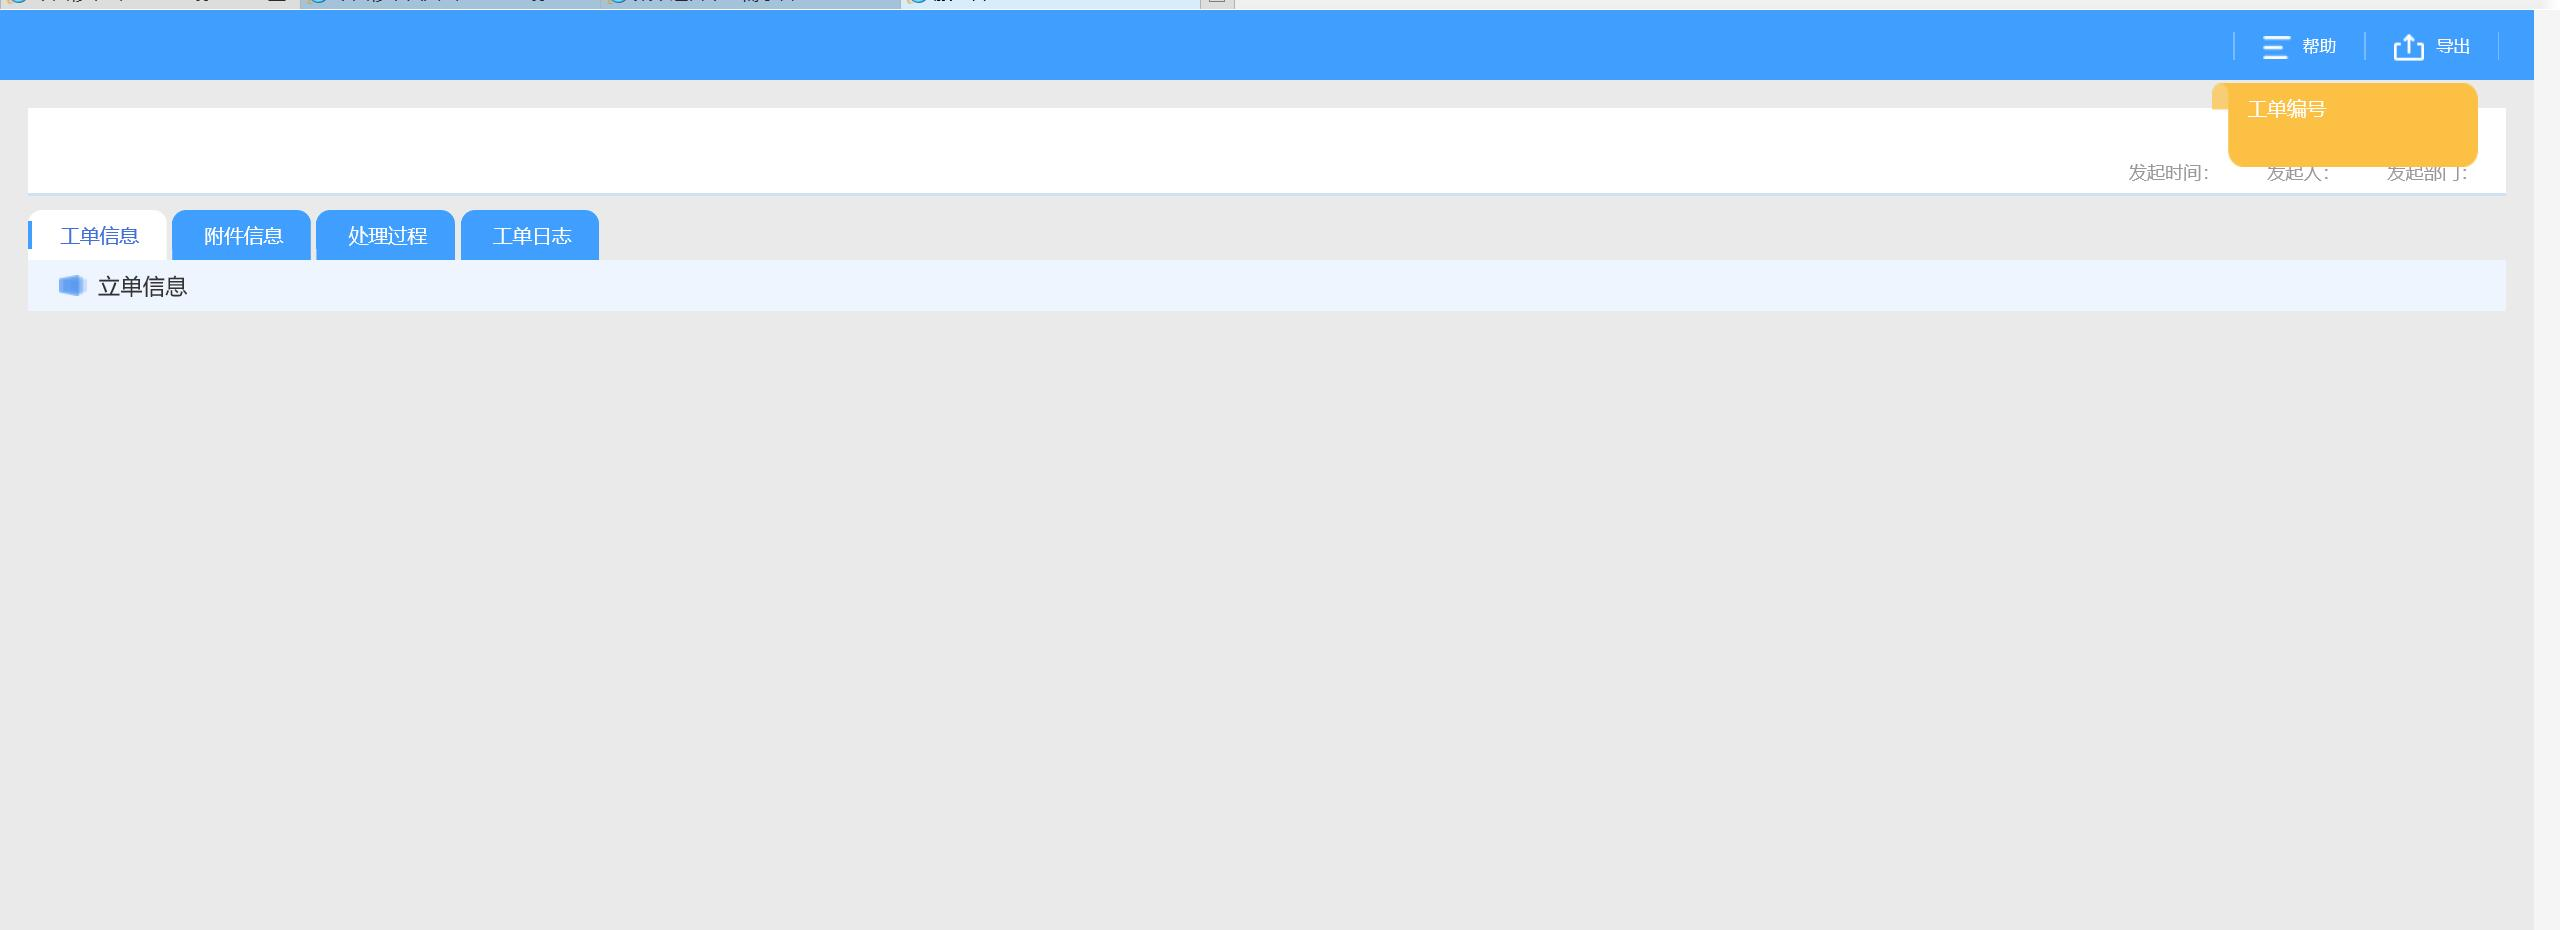 帮助
导出
工单编号
发起时间：
发起人：
发起部门：
工单信息
附件信息
处理过程
工单日志
立单信息